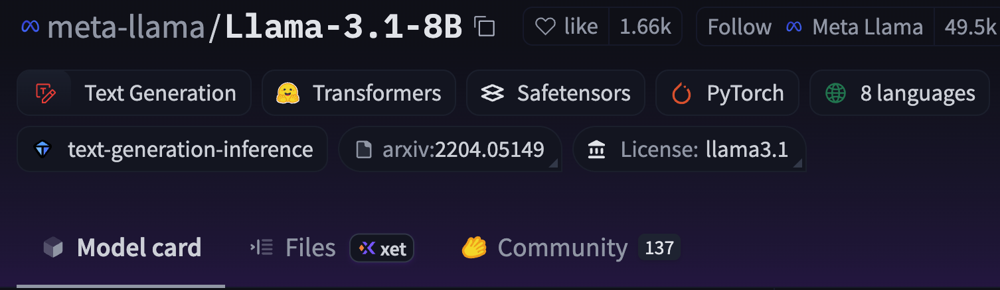 meta-llama/Llama-3.1-8B like 1.66k Follow Meta Llama 49.5k
Text Generation Transformers Safetensors PyTorch 8 languages
text-generation-inference arxiv:2204.05149 License: llama3.1
Model card Files xet Community 137